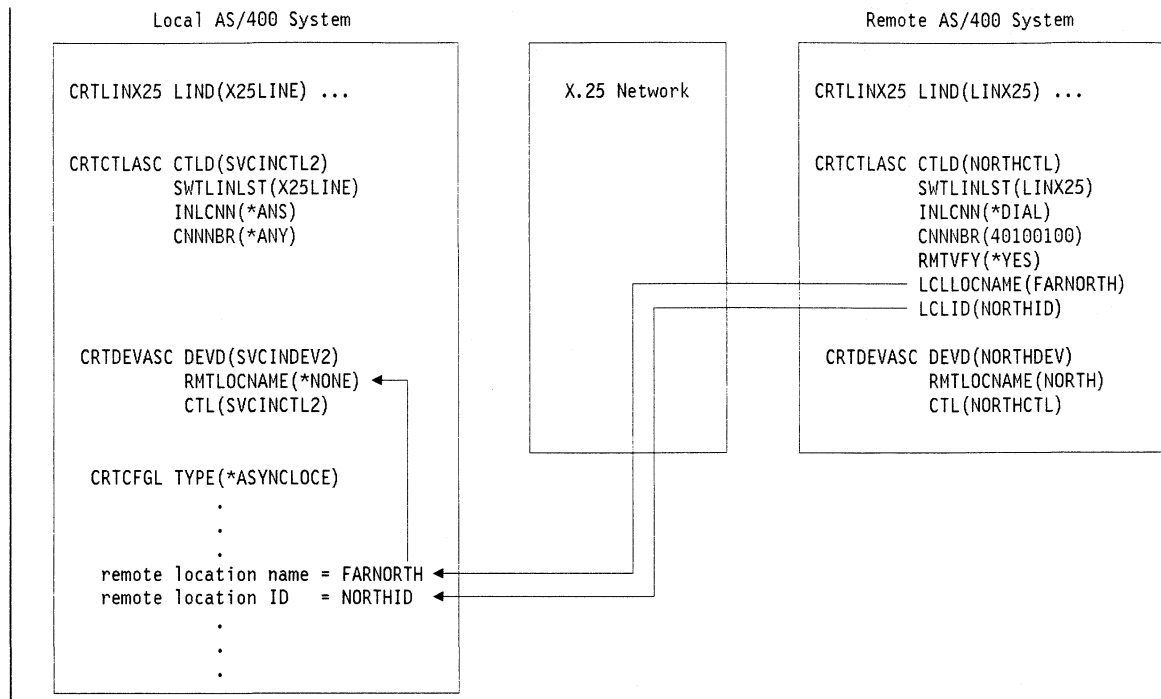 Local AS/400 System
CRTLINX25 LIND(X25LINE) ...
CRTCTLASC CTLD(SVCINCTL2)
SWTLINLST(X25LINE)
INLCNN(*ANS)
CNNNBR(*ANY)
CRTDEVASC DEVD(SVCINDEV2)
RMTLOCNAME(*NONE)
CTL(SVCINCTL2)
CRTCFGL TYPE(*ASYNCLOCE)
.
.
.
remote location name = FARNORTH
remote location ID = NORTHID
.
.
.
X.25 Network
Remote AS/400 System
CRTLINX25 LIND(LINX25) ...
CRTCTLASC CTLD(NORTHCTL)
SWTLINLST(LINX25)
INLCNN(*DIAL)
CNNNBR(40100100)
RMTVFY(*YES)
LCLLOCNAME(FARNORTH)
LCLID(NORTHID)
CRTDEVASC DEVD(NORTHDEV)
RMTLOCNAME(NORTH)
CTL(NORTHCTL)